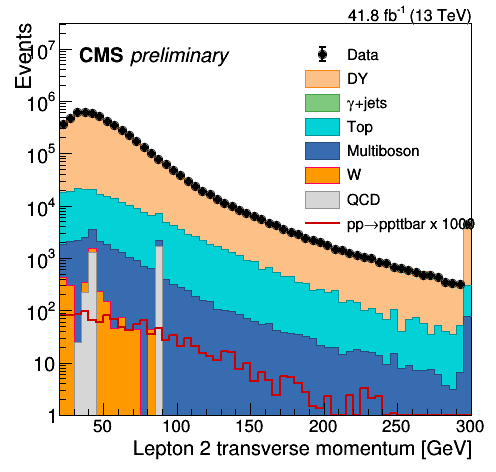 41.8 fb⁻¹ (13 TeV)
Events
CMS preliminary
Data
DY
γ+jets
Top
Multiboson
W
QCD
pp→ppttbar x 1000
10⁷
10⁶
10⁵
10⁴
10³
10²
10
1
50 100 150 200 250 300
Lepton 2 transverse momentum [GeV]